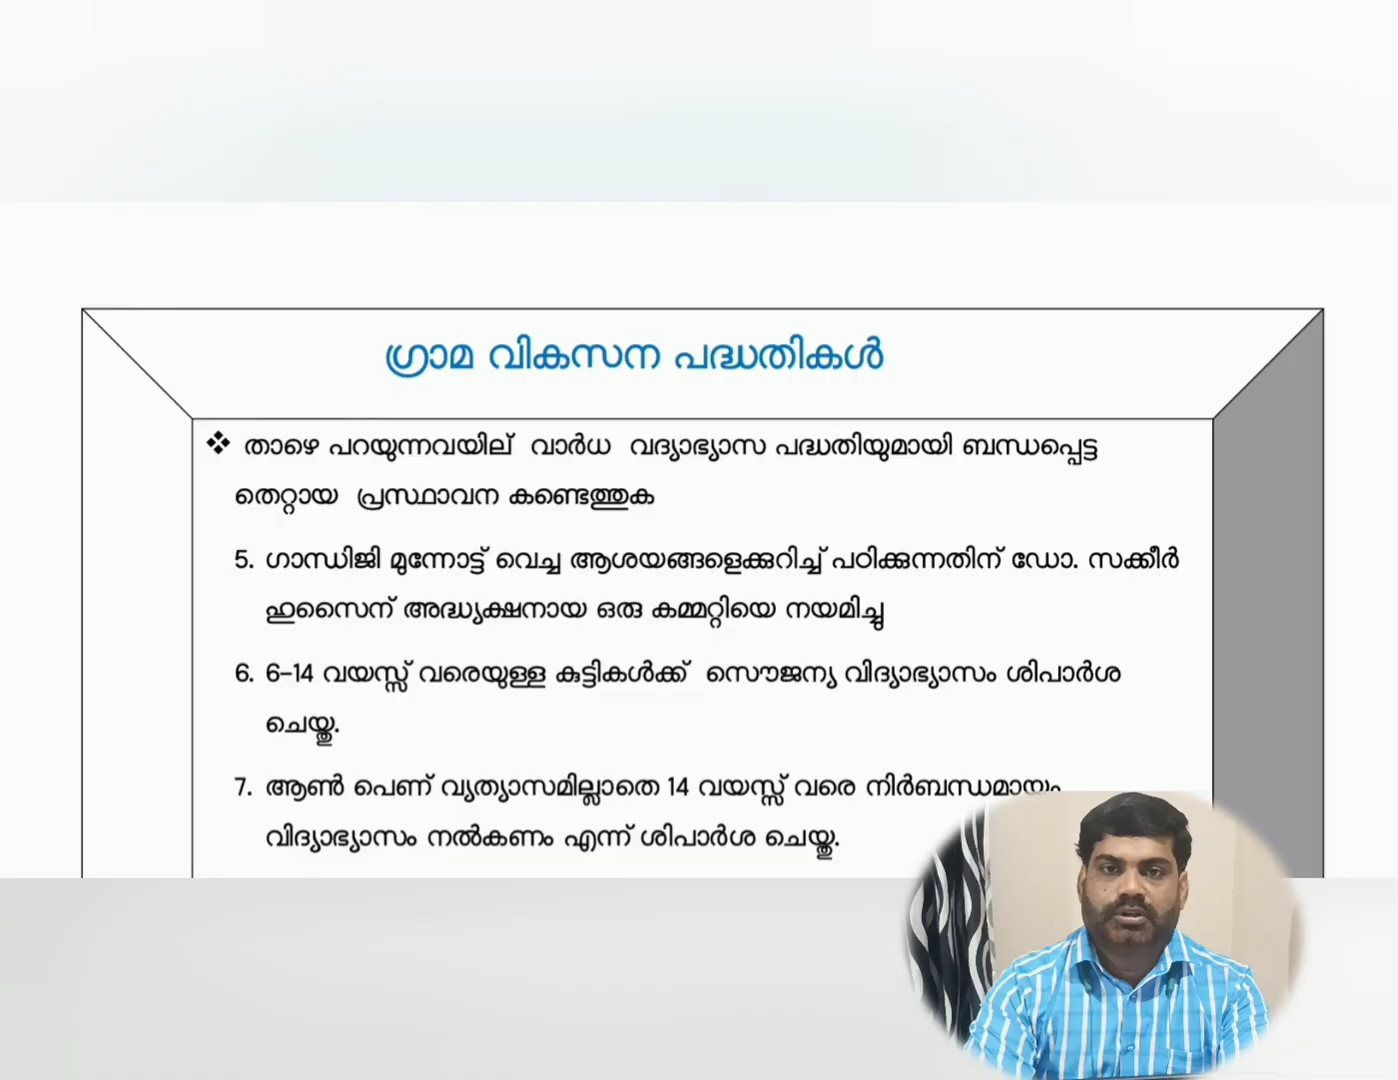 ഗ്രാമ വികസന പദ്ധതികൾ
❖ താഴെ പറയുന്നവയില് വാർധ വദ്യാഭ്യാസ പദ്ധതിയുമായി ബന്ധപ്പെട്ട
തെറ്റായ പ്രസ്ഥാവന കണ്ടെത്തുക
5. ഗാന്ധിജി മുന്നോട്ട് വെച്ച ആശയങ്ങളെക്കുറിച്ച് പഠിക്കുന്നതിന് ഡോ. സക്കീർ
ഹുസൈന് അദ്ധ്യക്ഷനായ ഒരു കമ്മറ്റിയെ നയമിച്ചു
6. 6-14 വയസ്സ് വരെയുള്ള കുട്ടികൾക്ക് സൌജന്യ വിദ്യാഭ്യാസം ശിപാർശ
ചെയ്തു.
7. ആൺ പെണ് വ്യത്യാസമില്ലാതെ 14 വയസ്സ് വരെ നിർബന്ധമായും
വിദ്യാഭ്യാസം നൽകണം എന്ന് ശിപാർശ ചെയ്തു.